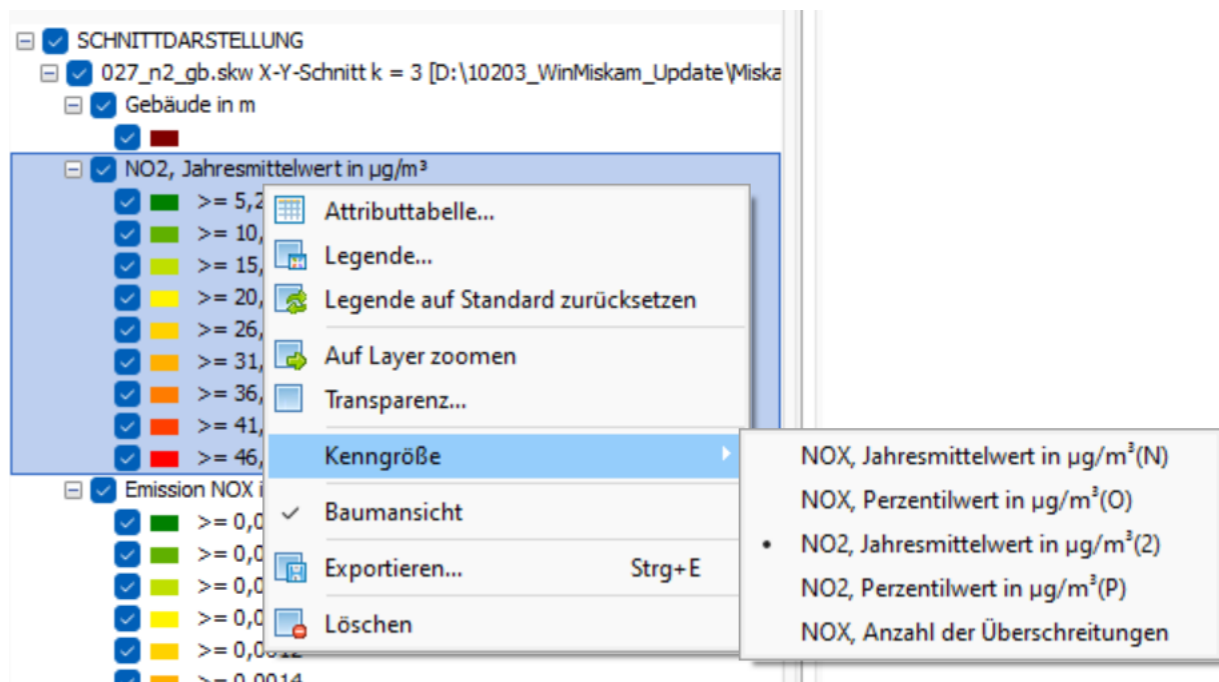 SCHNITTDARSTELLUNG
027_n2_gb.skw X-Y-Schnitt k = 3 [D:\10203_WinMiskam_Update\Miska
Gebäude in m
NO2, Jahresmittelwert in µg/m³
>= 5,2
>= 10,
>= 15,
>= 20,
>= 26,
>= 31,
>= 36,
>= 41,
>= 46,
Emission NOX i
>= 0,0
>= 0,0
>= 0,0
>= 0,0
>= 0,0012
>= 0,0014
Attributtabelle...
Legende...
Legende auf Standard zurücksetzen
Auf Layer zoomen
Transparenz...
Kenngröße
Baumansicht
Exportieren... Strg+E
Löschen
NOX, Jahresmittelwert in µg/m³(N)
NOX, Perzentilwert in µg/m³(O)
NO2, Jahresmittelwert in µg/m³(2)
NO2, Perzentilwert in µg/m³(P)
NOX, Anzahl der Überschreitungen